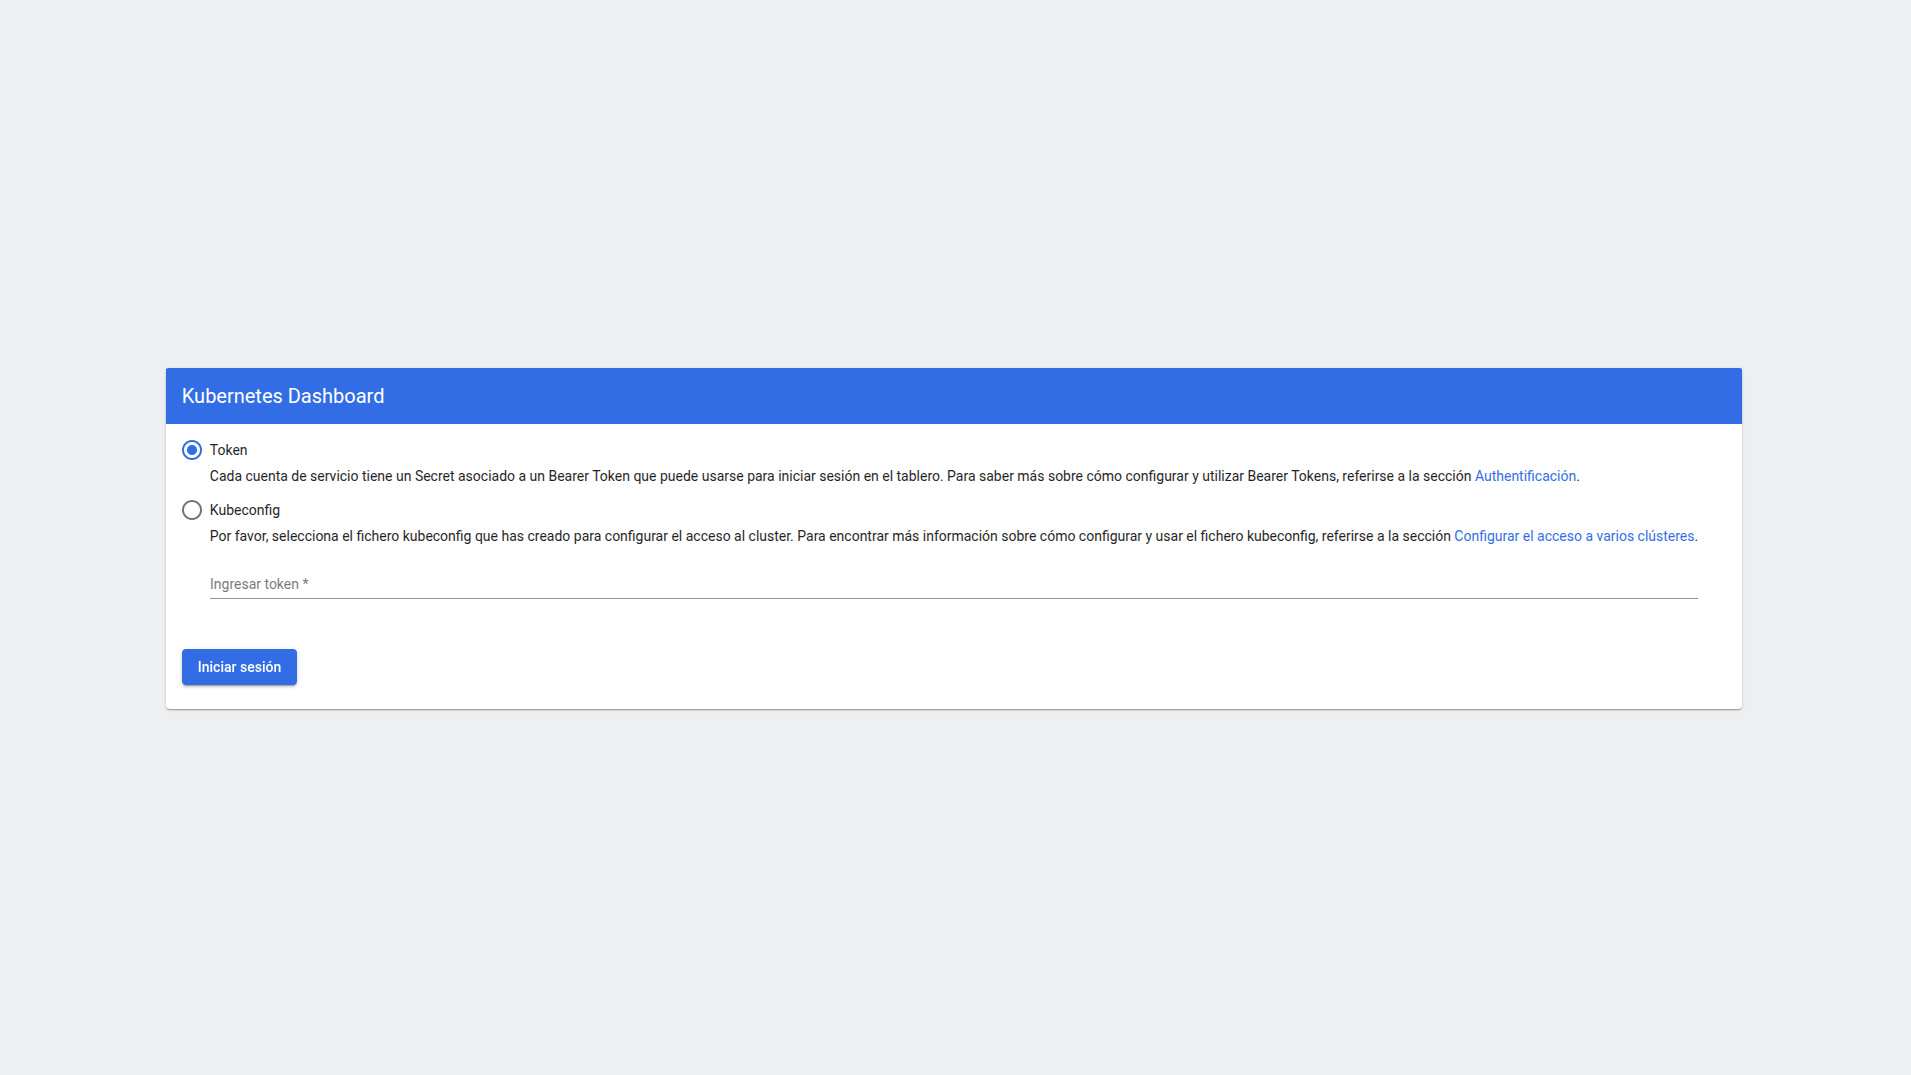 Kubernetes Dashboard
Token
Cada cuenta de servicio tiene un Secret asociado a un Bearer Token que puede usarse para iniciar sesión en el tablero. Para saber más sobre cómo configurar y utilizar Bearer Tokens, referirse a la sección Authentificación.
Kubeconfig
Por favor, selecciona el fichero kubeconfig que has creado para configurar el acceso al cluster. Para encontrar más información sobre cómo configurar y usar el fichero kubeconfig, referirse a la sección Configurar el acceso a varios clústeres.
Ingresar token *
Iniciar sesión